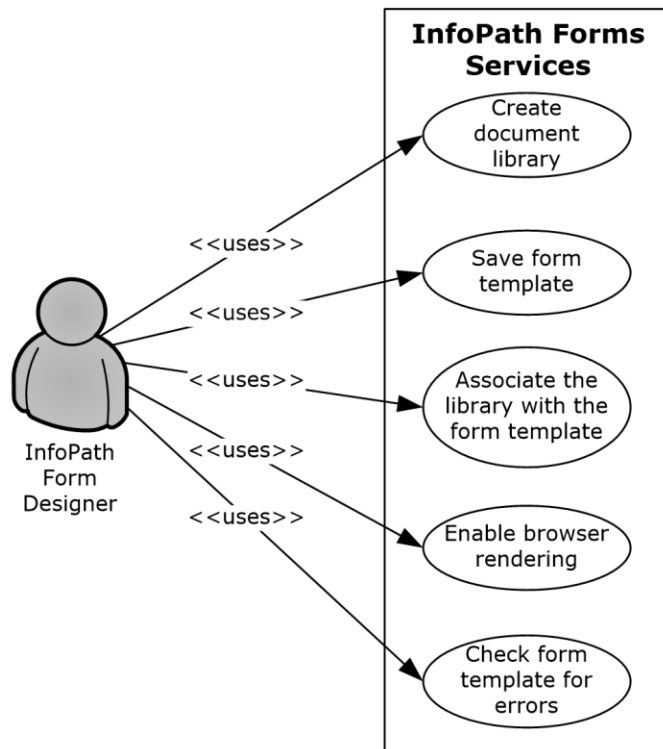 InfoPath Forms
Services
Create
document
library
<<uses>>
Save form
template
<<uses>>
Associate the
library with the
form template
<<uses>>
InfoPath
Form
Designer
<<uses>>
Enable browser
rendering
<<uses>>
Check form
template for
errors